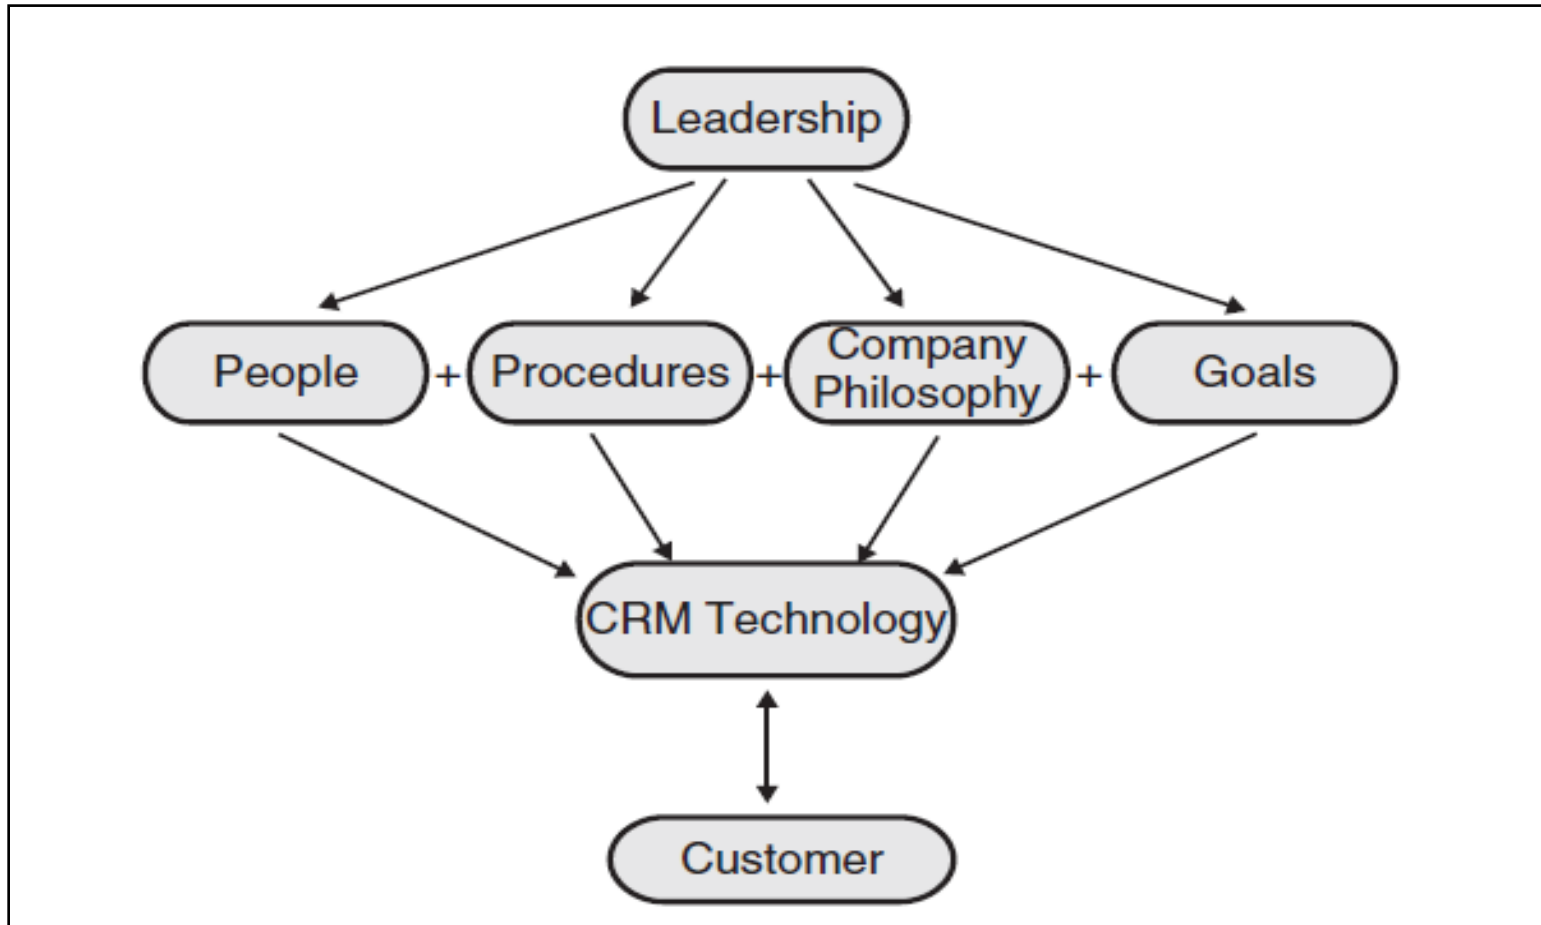 Leadership
People + Procedures + Company Philosophy + Goals
CRM Technology
Customer